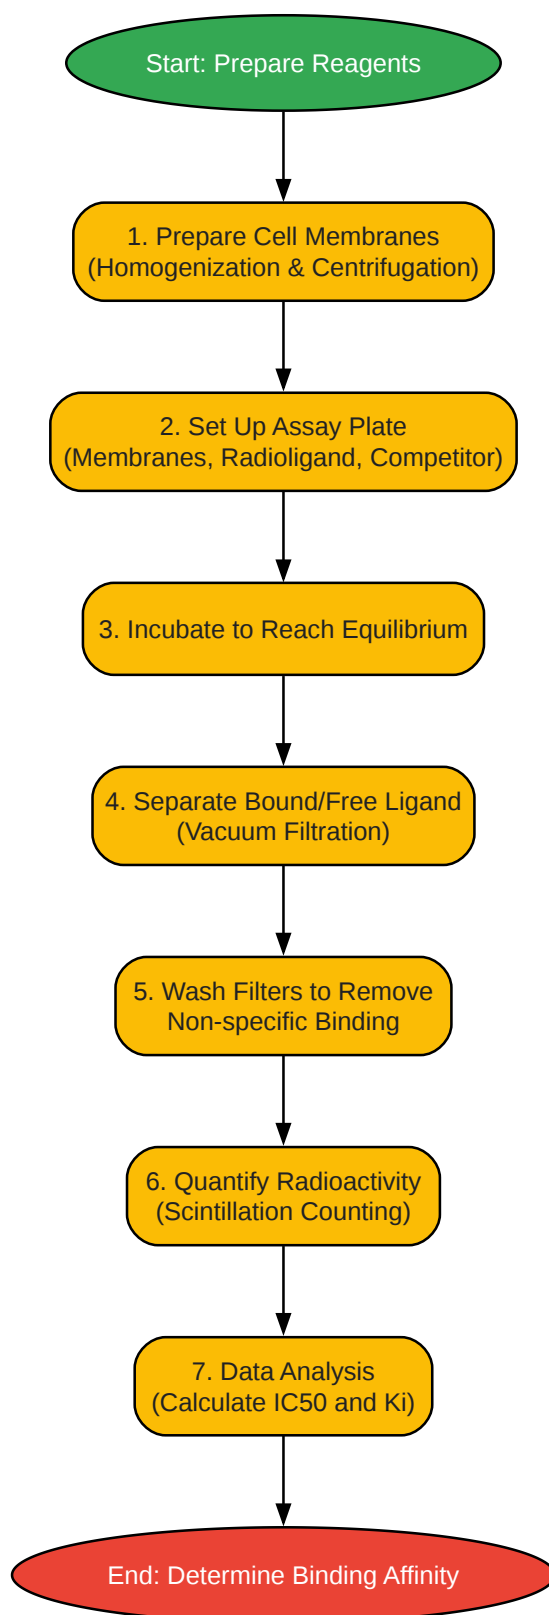 Start: Prepare Reagents
1. Prepare Cell Membranes
(Homogenization & Centrifugation)
2. Set Up Assay Plate
(Membranes, Radioligand, Competitor)
3. Incubate to Reach Equilibrium
4. Separate Bound/Free Ligand
(Vacuum Filtration)
5. Wash Filters to Remove
Non-specific Binding
6. Quantify Radioactivity
(Scintillation Counting)
7. Data Analysis
(Calculate IC50 and Ki)
End: Determine Binding Affinity